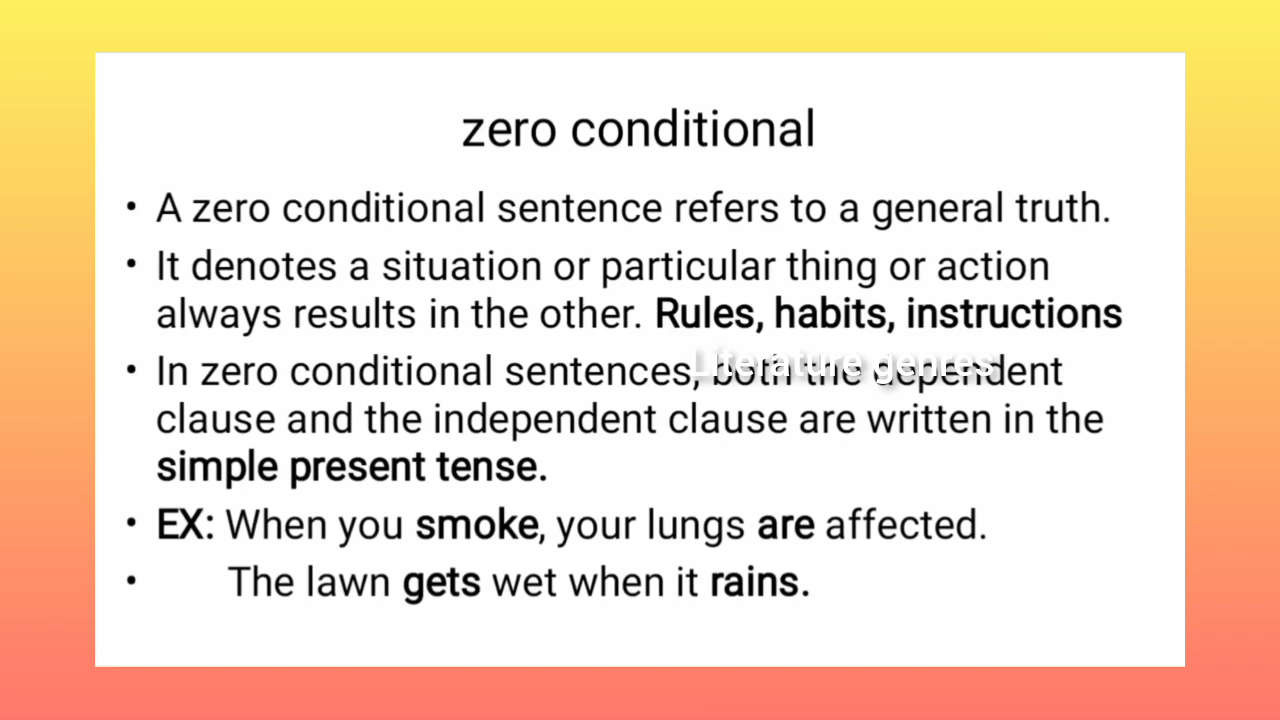 zero conditional
• A zero conditional sentence refers to a general truth.
• It denotes a situation or particular thing or action
always results in the other. Rules, habits, instructions
• In zero conditional sentences, both the dependent
Literature genres
clause and the independent clause are written in the
simple present tense.
• EX: When you smoke, your lungs are affected.
• The lawn gets wet when it rains.